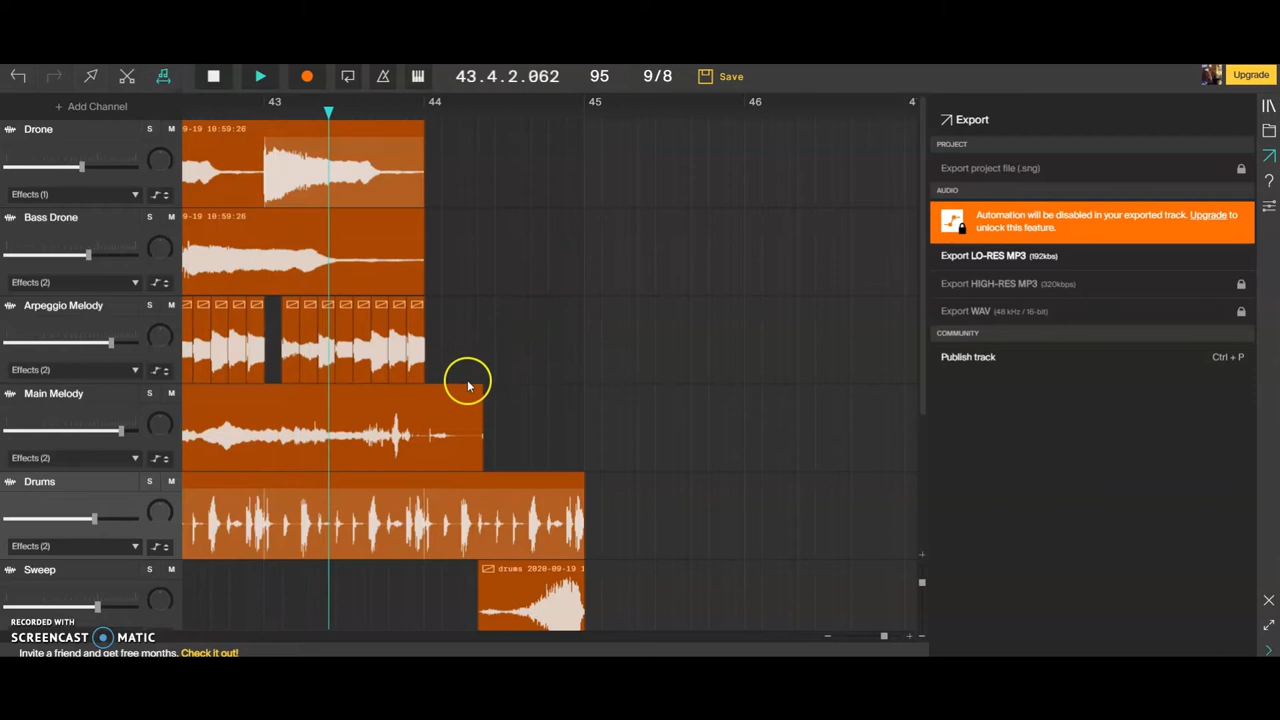 43.4.2.062 95 9/8 Save Upgrade
+ Add Channel 43 44 45 46 4
Export
Drone S M 9-19 10:59:26
PROJECT
Export project file (.sng)
AUDIO
Effects (1)
Automation will be disabled in your exported track. Upgrade to
unlock this feature.
Bass Drone S M 9-19 10:59:26
Export LO-RES MP3 (192kbs)
Effects (2)
Export HIGH-RES MP3 (320kbps)
Arpeggio Melody S M
Export WAV (48 kHz / 16-bit)
COMMUNITY
Publish track Ctrl + P
Effects (2)
Main Melody S M
Effects (2)
Drums S M
Effects (2)
Sweep S M drums 2020-09-19 1
RECORDED WITH
SCREENCAST MATIC
Invite a friend and get free months. Check it out!